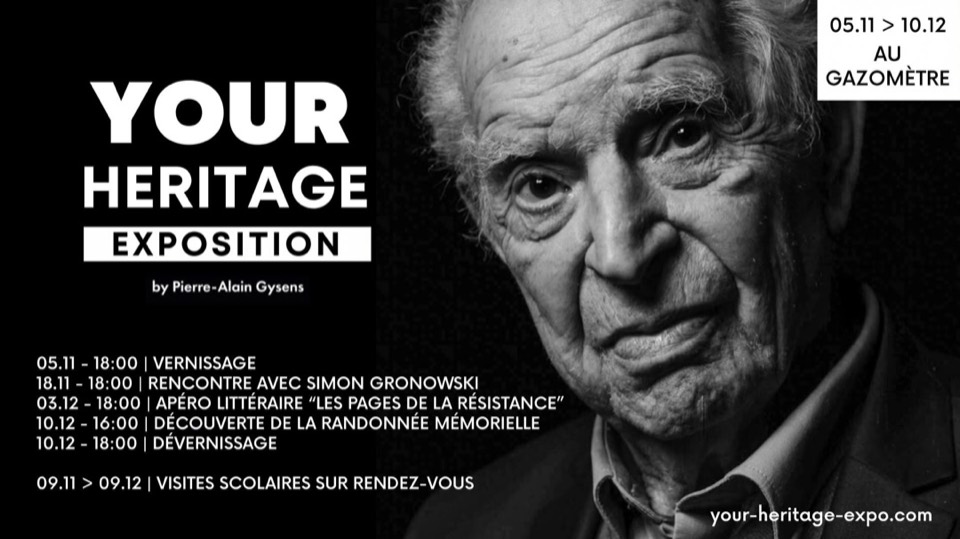 05.11 > 10.12
AU
GAZOMÈTRE
YOUR
HERITAGE
EXPOSITION
by Pierre-Alain Gysens
05.11 - 18:00 | VERNISSAGE
18.11 - 18:00 | RENCONTRE AVEC SIMON GRONOWSKI
03.12 - 18:00 | APÉRO LITTÉRAIRE “LES PAGES DE LA RÉSISTANCE”
10.12 - 16:00 | DÉCOUVERTE DE LA RANDONNÉE MÉMORIELLE
10.12 - 18:00 | DÉVERNISSAGE
09.11 > 09.12 | VISITES SCOLAIRES SUR RENDEZ-VOUS
your-heritage-expo.com